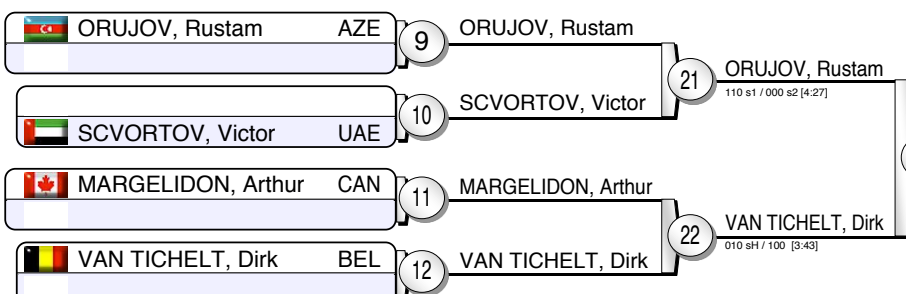 ORUJOV, Rustam AZE
9
ORUJOV, Rustam
21
ORUJOV, Rustam
110 s1 / 000 s2 [4:27]
SCVORTOV, Victor UAE
10
SCVORTOV, Victor
MARGELIDON, Arthur CAN
11
MARGELIDON, Arthur
22
VAN TICHELT, Dirk
010 sH / 100 [3:43]
VAN TICHELT, Dirk BEL
12
VAN TICHELT, Dirk